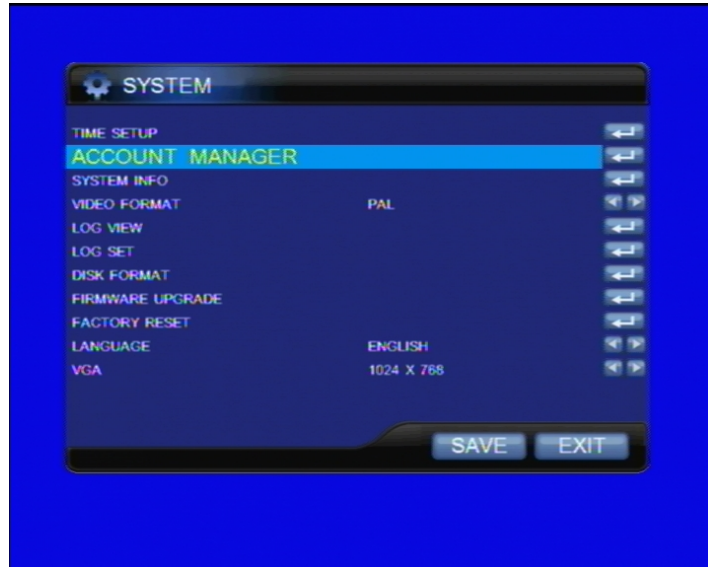 SYSTEM
TIME SETUP
ACCOUNT MANAGER
SYSTEM INFO
VIDEO FORMAT PAL
LOG VIEW
LOG SET
DISK FORMAT
FIRMWARE UPGRADE
FACTORY RESET
LANGUAGE ENGLISH
VGA 1024 X 768
SAVE EXIT